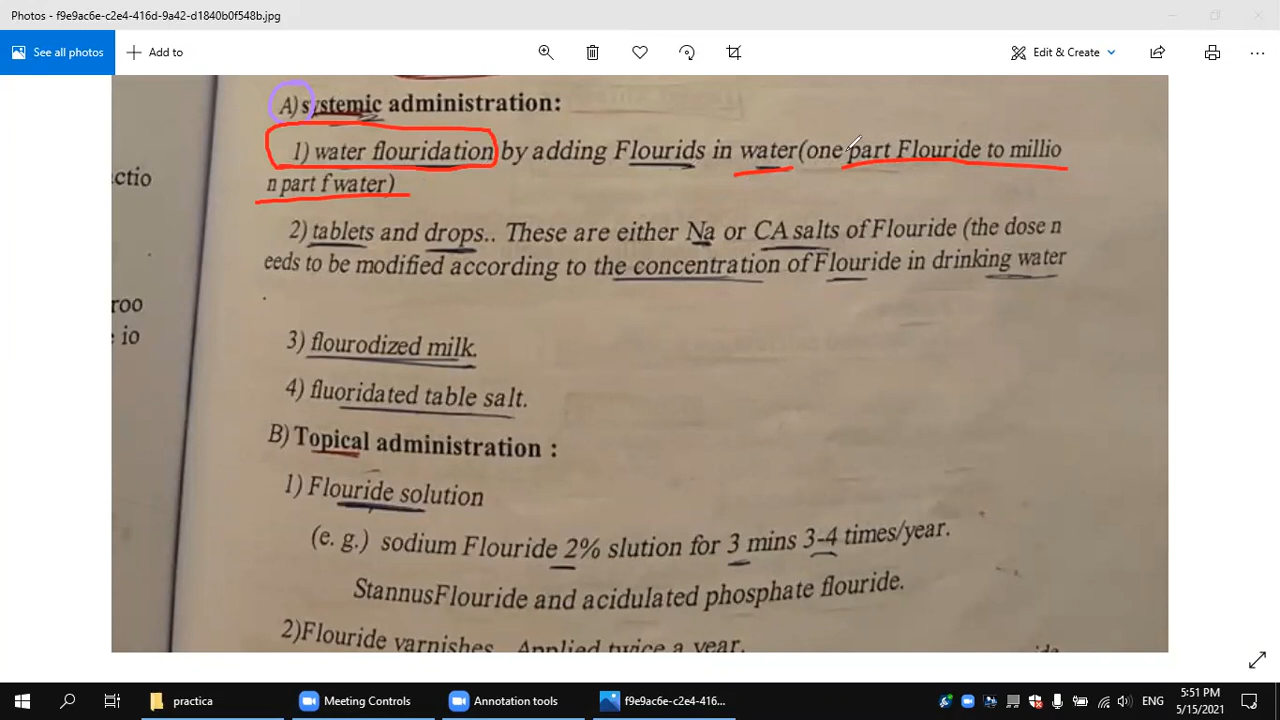 Photos - f9e9ac6e-c2e4-416d-9a42-d1840b0f548b.jpg
See all photos
Add to
Edit & Create
A) systemic administration:
1) water flouridation by adding Flourids in water(one part Flouride to millio
n part f water)
ctio
2) tablets and drops.. These are either Na or CA salts of Flouride (the dose n
eeds to be modified according to the concentration of Flouride in drinking water
.
roo
io
3) flourodized milk.
4) fluoridated table salt.
B) Topical administration :
1) Flouride solution
(e. g.) sodium Flouride 2% slution for 3 mins 3-4 times/year.
StannusFlouride and acidulated phosphate flouride.
2)Flouride varnishes. Applied twice a year.
practica
Meeting Controls
Annotation tools
f9e9ac6e-c2e4-416...
ENG
5:51 PM
5/15/2021